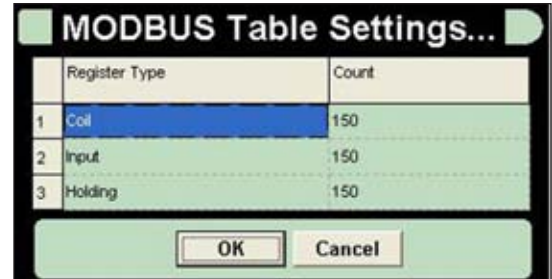 MODBUS Table Settings...
Register Type Count
1 Coil 150
2 Input 150
3 Holding 150
OK Cancel